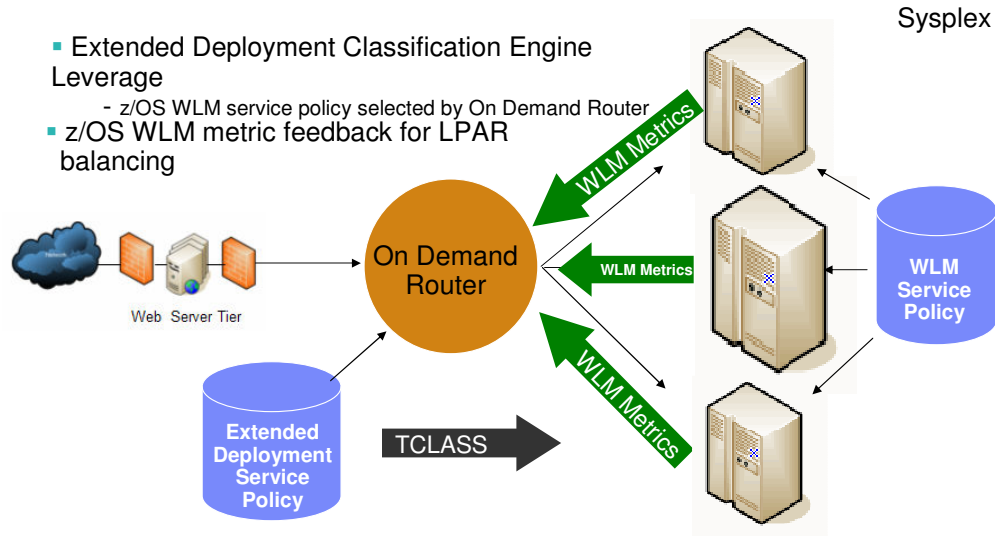 Sysplex
▪ Extended Deployment Classification Engine
Leverage
- z/OS WLM service policy selected by On Demand Router
▪ z/OS WLM metric feedback for LPAR
balancing
WLM Metrics
On Demand
Router
WLM Metrics
WLM
Service
Policy
Web Server Tier
WLM Metrics
Extended
Deployment
Service
Policy
TCLASS